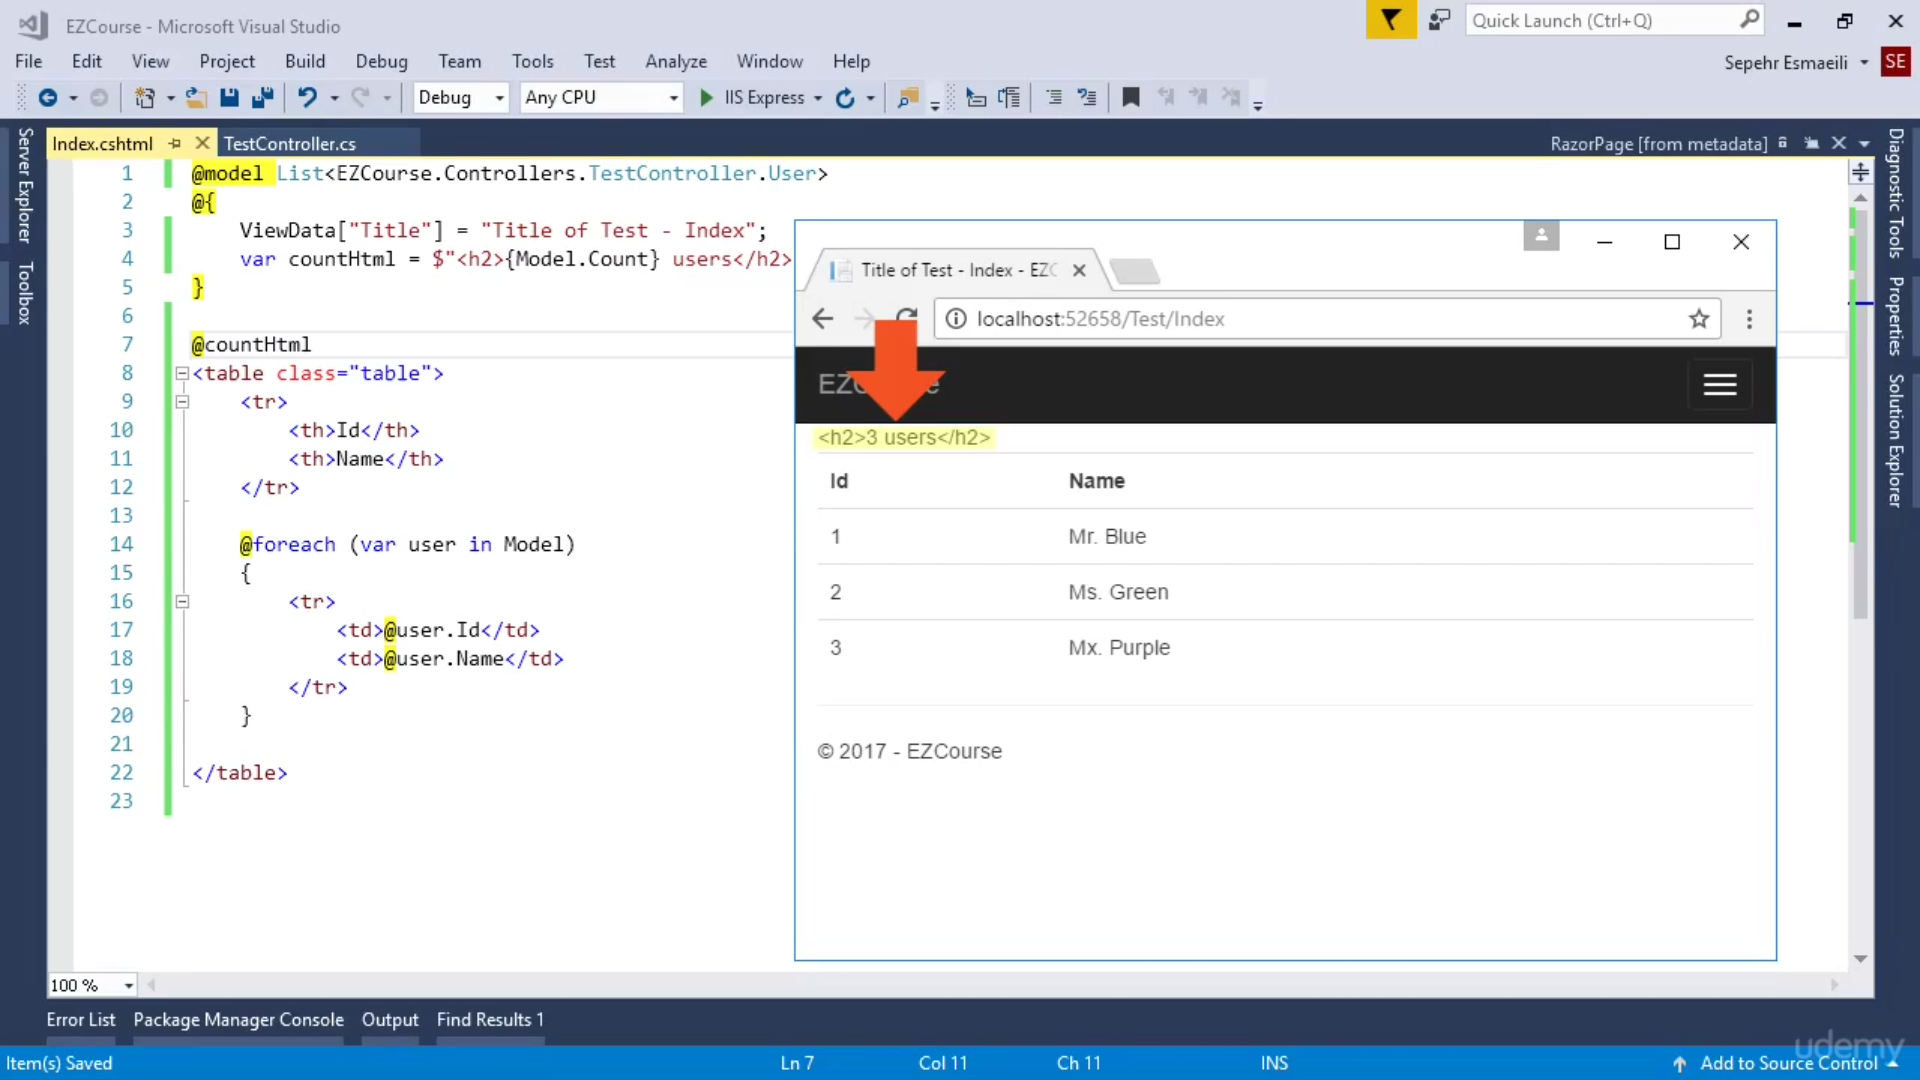 EZCourse - Microsoft Visual Studio
Quick Launch (Ctrl+Q)
File Edit View Project Build Debug Team Tools Test Analyze Window Help
Sepehr Esmaeili SE
Debug Any CPU IIS Express
Server Explorer
Toolbox
Index.cshtml TestController.cs
RazorPage [from metadata]
Diagnostic Tools
Properties
Solution Explorer
1 @model List<EZCourse.Controllers.TestController.User>
2 @{
3 ViewData["Title"] = "Title of Test - Index";
4 var countHtml = $"<h2>{Model.Count} users</h2>
5 }
6
7 @countHtml
8 <table class="table">
9 <tr>
10 <th>Id</th>
11 <th>Name</th>
12 </tr>
13
14 @foreach (var user in Model)
15 {
16 <tr>
17 <td>@user.Id</td>
18 <td>@user.Name</td>
19 </tr>
20 }
21
22 </table>
23
Title of Test - Index - EZC
localhost:52658/Test/Index
<h2>3 users</h2>
Id Name
1 Mr. Blue
2 Ms. Green
3 Mx. Purple
© 2017 - EZCourse
100 %
Error List Package Manager Console Output Find Results 1
Item(s) Saved Ln 7 Col 11 Ch 11 INS Add to Source Control
udemy